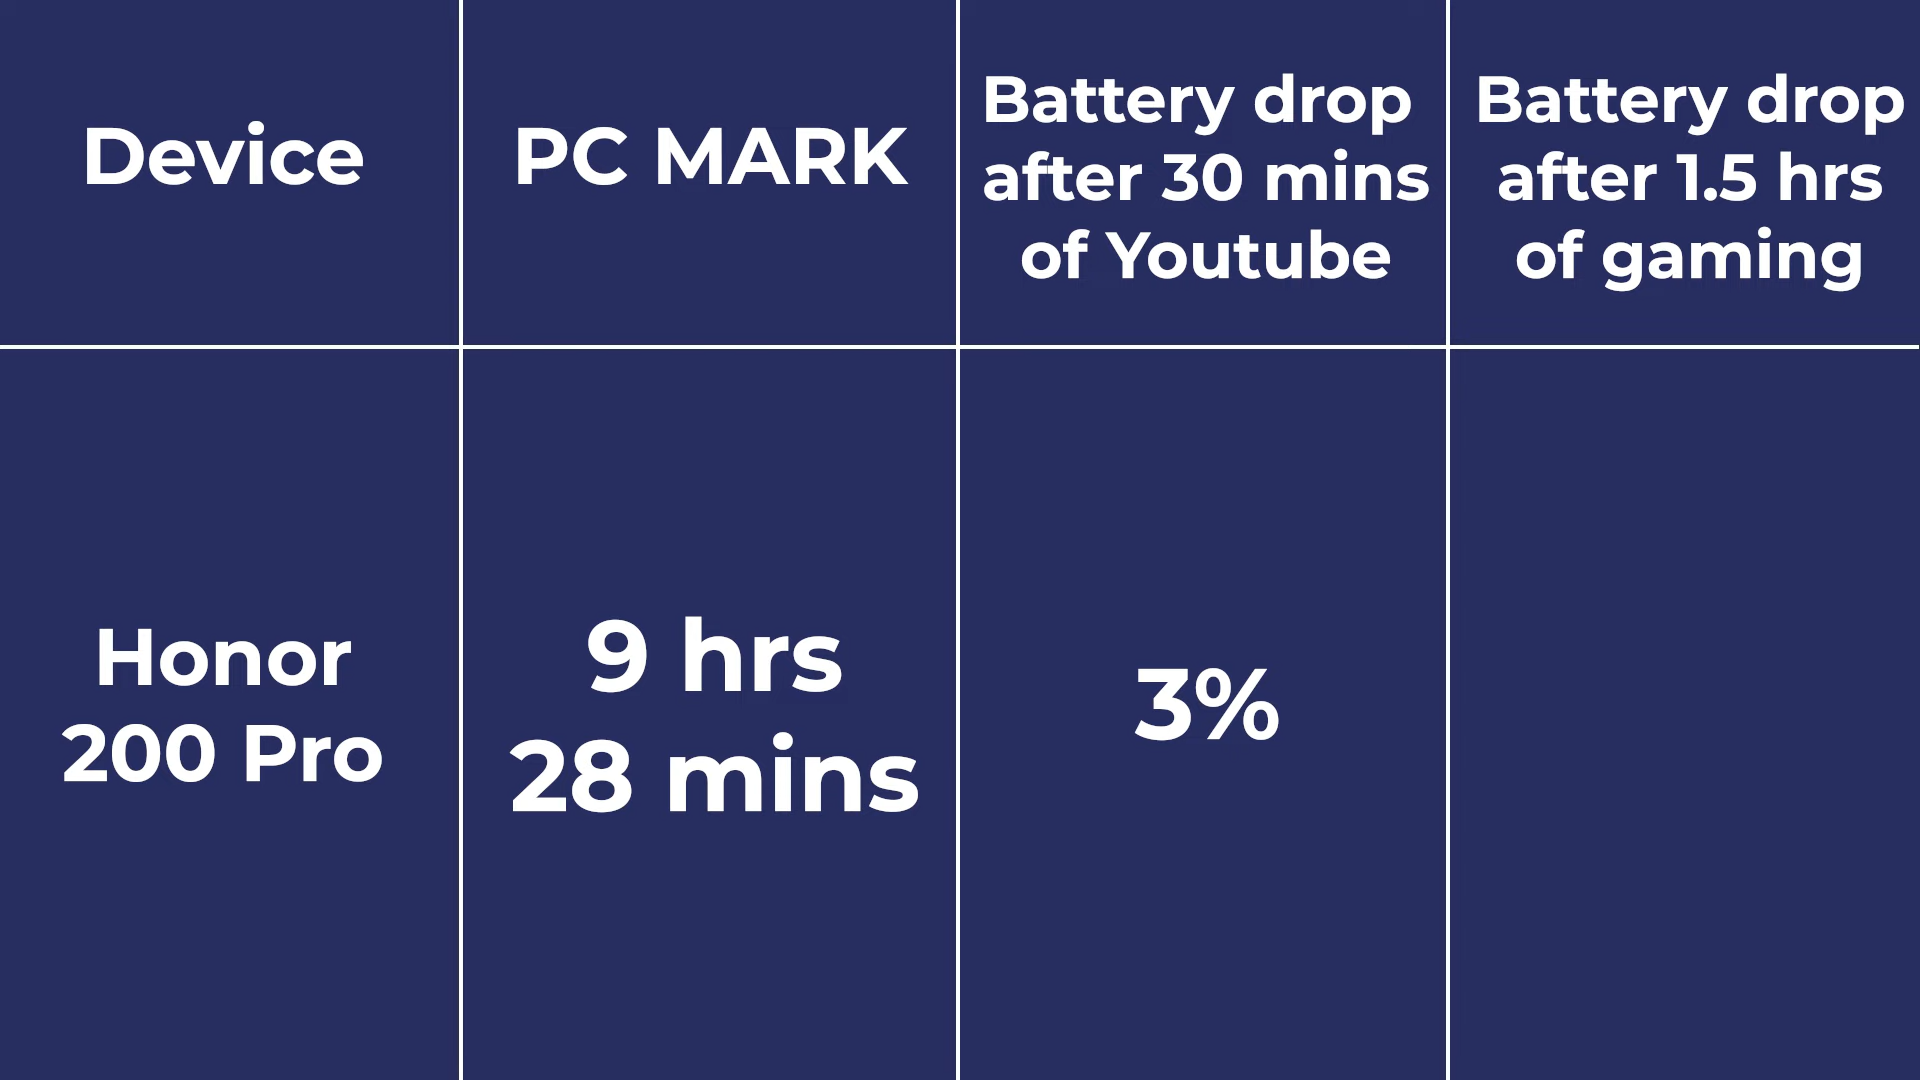 Device
PC MARK
Battery drop
after 30 mins
of Youtube
Battery drop
after 1.5 hrs
of gaming
Honor
200 Pro
9 hrs
28 mins
3%